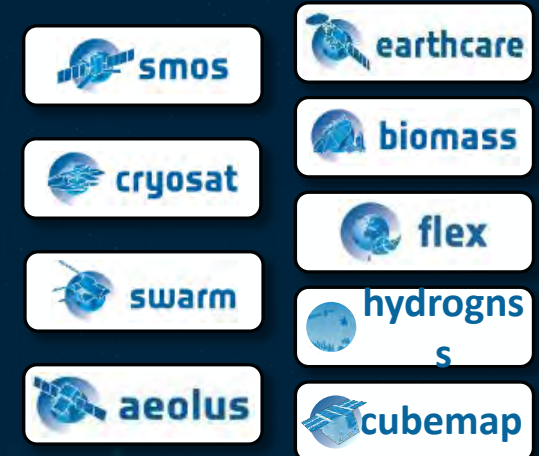 smos
cryosat
swarm
aeolus
earthcare
biomass
flex
hydrogns
s
cubemap